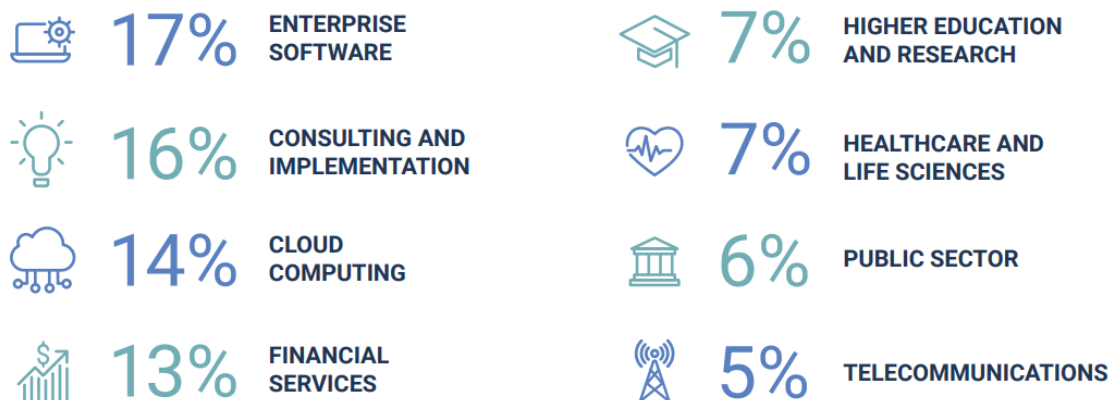 17%
ENTERPRISE
SOFTWARE
16%
CONSULTING AND
IMPLEMENTATION
14%
CLOUD
COMPUTING
$
13%
FINANCIAL
SERVICES
7%
HIGHER EDUCATION
AND RESEARCH
7%
HEALTHCARE AND
LIFE SCIENCES
6%
PUBLIC SECTOR
5%
TELECOMMUNICATIONS